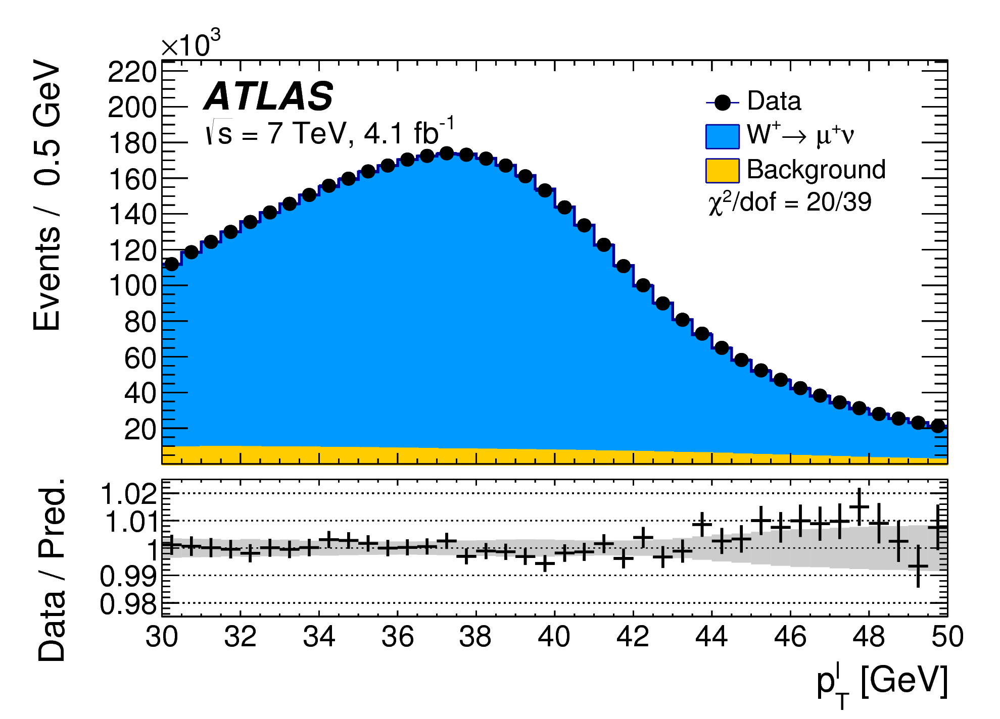 ×10³
220
200
180
160
140
120
100
80
60
40
20
Events / 0.5 GeV
ATLAS
√s = 7 TeV, 4.1 fb⁻¹
Data
W⁺→ μ⁺ν
Background
χ²/dof = 20/39
1.02
1.01
1
0.99
0.98
Data / Pred.
30 32 34 36 38 40 42 44 46 48 50
p_T^l [GeV]